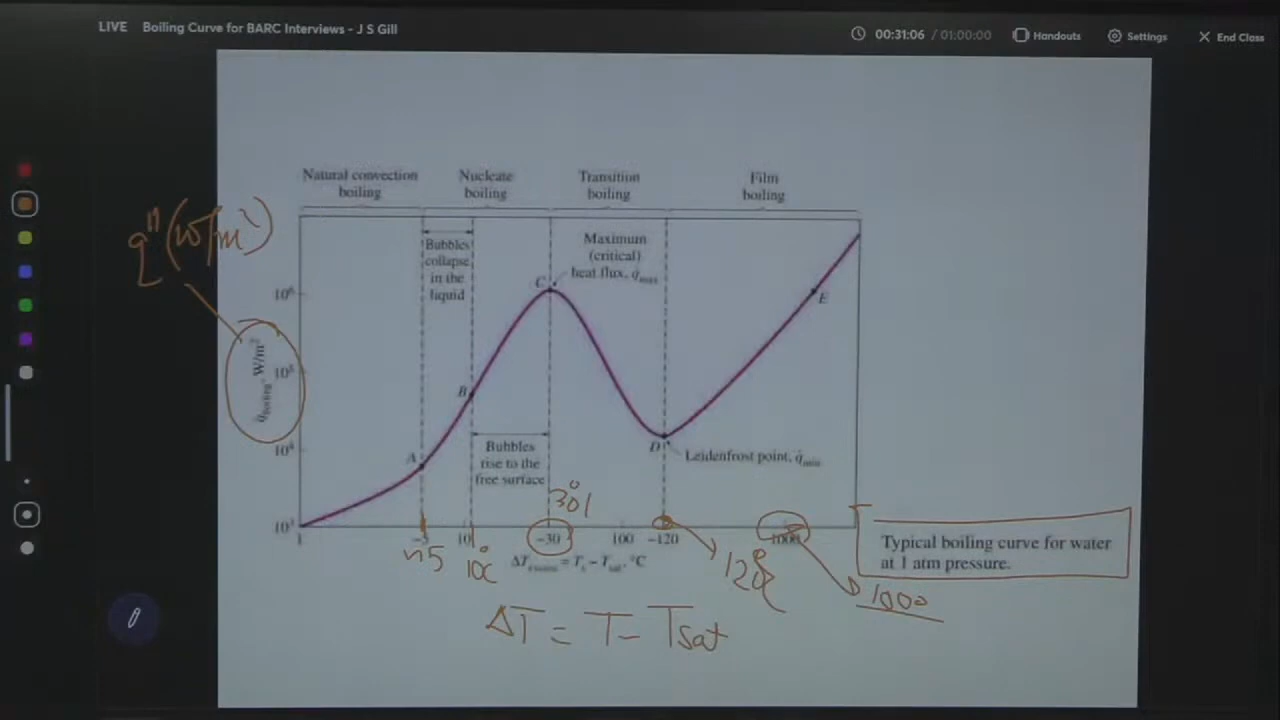 LIVE Boiling Curve for BARC Interviews - J S Gill
00:31:06 / 01:00:00
Handouts
Settings
End Class
Natural convection
boiling
Nucleate
boiling
Transition
boiling
Film
boiling
q" (W/m²)
Bubbles
collapse
in the
liquid
Maximum
(critical)
heat flux, q̇max
C
E
10⁶
q̇boiling, W/m²
10⁵
B
10⁴
A
Bubbles
rise to the
free surface
D
Leidenfrost point, q̇min
30
10³
1
~5
10
~30
100
~120
1000
~5
10
120
1000
ΔTexcess = Ts – Tsat, °C
Typical boiling curve for water
at 1 atm pressure.
ΔT = T – Tsat